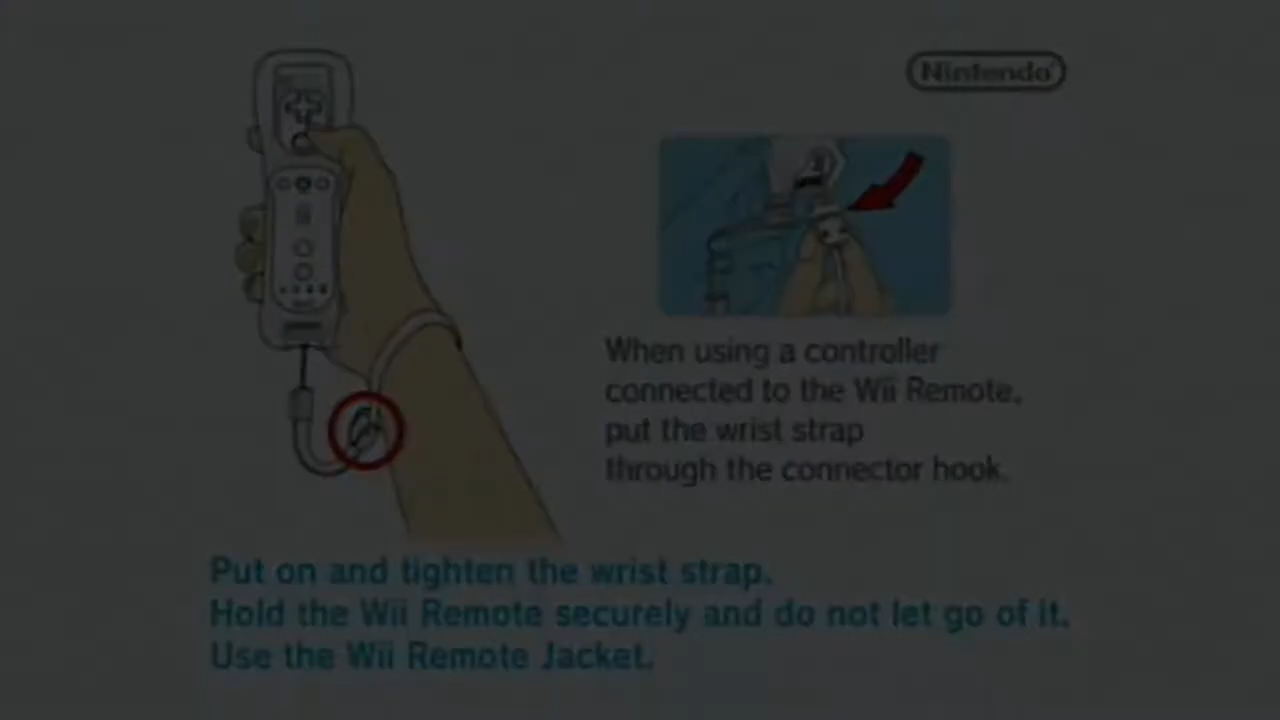 Nintendo
When using a controller
connected to the Wii Remote,
put the wrist strap
through the connector hook.
Put on and tighten the wrist strap.
Hold the Wii Remote securely and do not let go of it.
Use the Wii Remote Jacket.